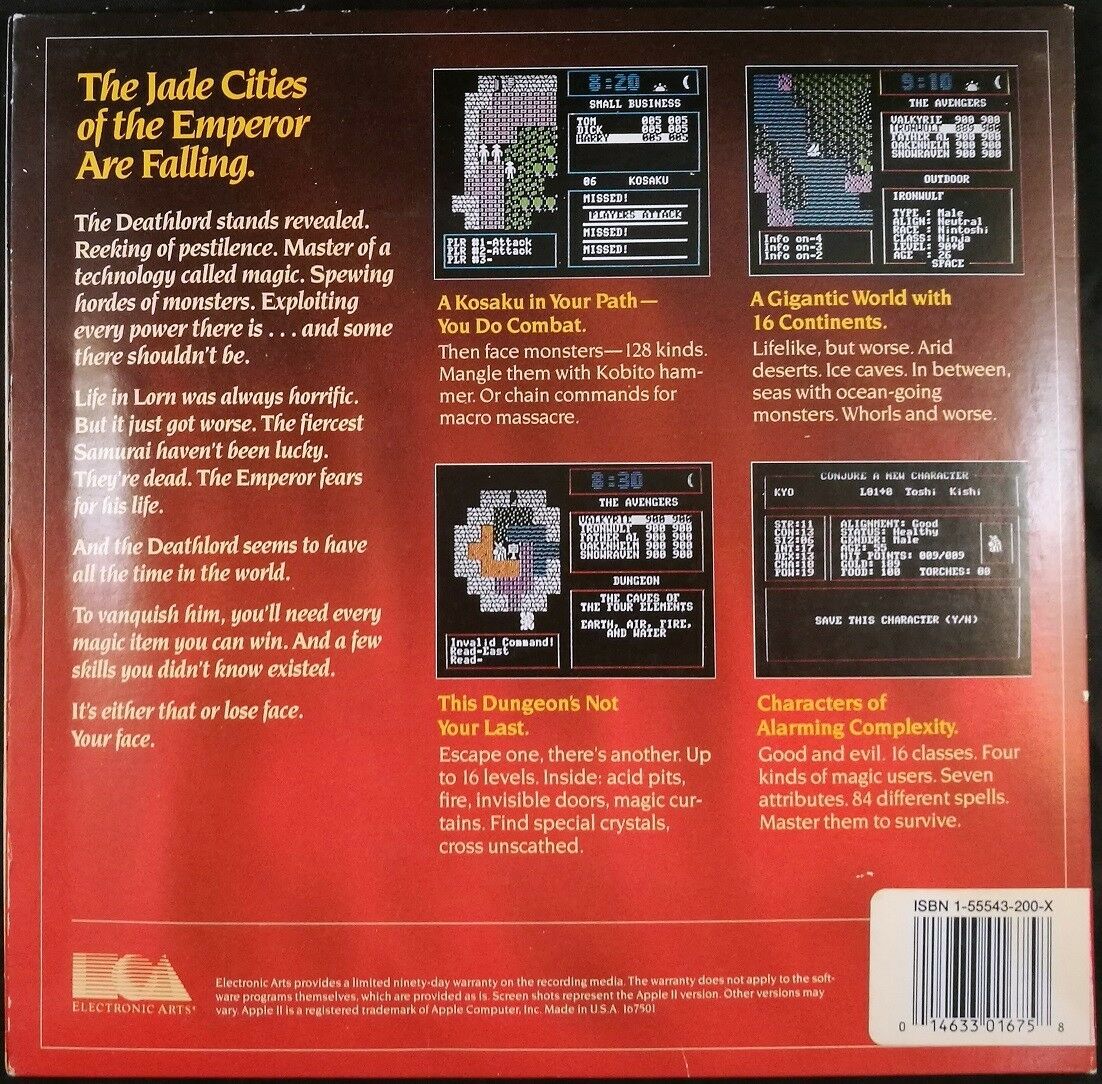 The Jade Cities
of the Emperor
Are Falling.
The Deathlord stands revealed.
Reeking of pestilence. Master of a
technology called magic. Spewing
hordes of monsters. Exploiting
every power there is . . . and some
there shouldn't be.
Life in Lorn was always horrific.
But it just got worse. The fiercest
Samurai haven't been lucky.
They're dead. The Emperor fears
for his life.
And the Deathlord seems to have
all the time in the world.
To vanquish him, you'll need every
magic item you can win. And a few
skills you didn't know existed.
It's either that or lose face.
Your face.
8:20
SMALL BUSINESS
TOM 005 005
DICK 005 005
HARRY 005 005
06 KOSAKU
MISSED!
PLAYERS ATTACK
MISSED!
MISSED!
PLR #1-Attack
PLR #2-Attack
PLR #3-
A Kosaku in Your Path—
You Do Combat.
Then face monsters—128 kinds.
Mangle them with Kobito ham-
mer. Or chain commands for
macro massacre.
9:10
THE AVENGERS
VALKYRIE 900 900
IRONWULF 009 900
FATHER AL 900 900
OAKENHELM 900 900
SNOWRAVEN 900 900
OUTDOOR
IRONWULF
TYPE : Male
ALIGN: Neutral
RACE : Nintoshi
CLASS: Ninja
LEVEL: 90+0
AGE : 26
SPACE
Info on-4
Info on-3
Info on-2
A Gigantic World with
16 Continents.
Lifelike, but worse. Arid
deserts. Ice caves. In between,
seas with ocean-going
monsters. Whorls and worse.
8:30
THE AVENGERS
VALKYRIE 900 900
IRONWULF 900 900
FATHER AL 900 900
OAKENHELM 900 900
OAKRAVEN 900 900
DUNGEON
THE CAVES OF
THE FOUR ELEMENTS
EARTH, AIR, FIRE,
AND WATER
Invalid Command!
Read-East
Read-
This Dungeon's Not
Your Last.
Escape one, there's another. Up
to 16 levels. Inside: acid pits,
fire, invisible doors, magic cur-
tains. Find special crystals,
cross unscathed.
CONJURE A NEW CHARACTER
KYO L01+0 Toshi Kishi
STR:11
CON:13
SIZ:06
INT:17
DEX:13
CHA:10
POW:19
ALIGNMENT: Good
STATUS: Healthy
GENDER: Male
AGE:
HIT POINTS: 009/009
GOLD: 109
FOOD: 100 TORCHES: 00
SAVE THIS CHARACTER (Y/N)
Characters of
Alarming Complexity.
Good and evil. 16 classes. Four
kinds of magic users. Seven
attributes. 84 different spells.
Master them to survive.
ELECTRONIC ARTS
Electronic Arts provides a limited ninety-day warranty on the recording media. The warranty does not apply to the soft-
ware programs themselves, which are provided as is. Screen shots represent the Apple II version. Other versions may
vary. Apple II is a registered trademark of Apple Computer, Inc. Made in U.S.A. 167501
ISBN 1-55543-200-X
0 14633 01675 8